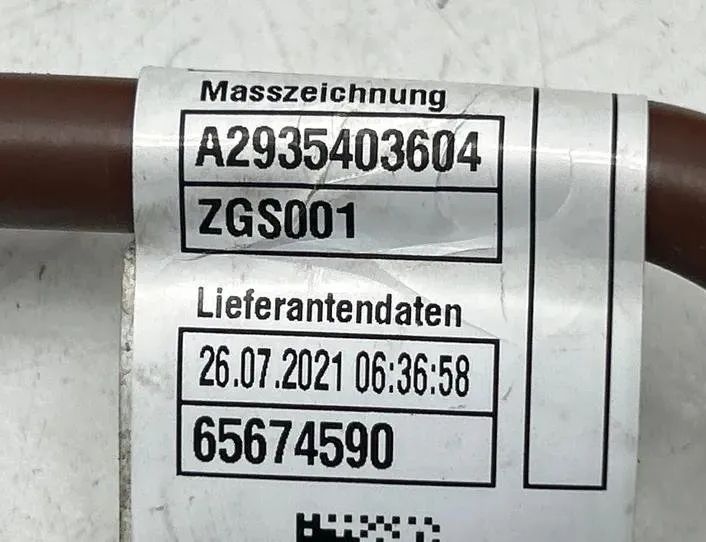 Masszeichnung
A2935403604
ZGS001
Lieferantendaten
26.07.2021 06:36:58
65674590